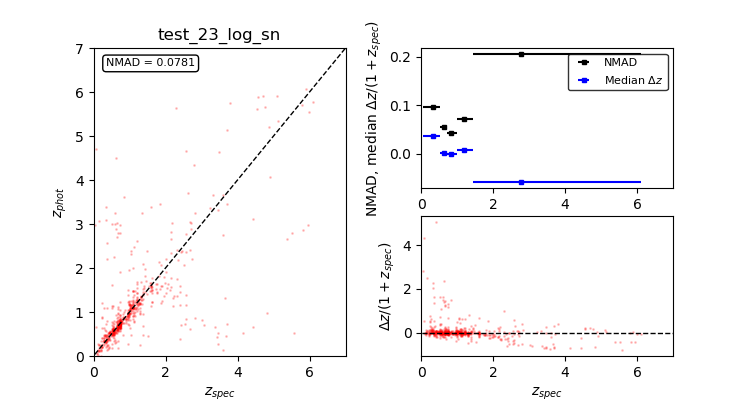 test_23_log_sn
NMAD = 0.0781
7
6
5
4
3
2
1
0
z_phot
0
2
4
6
z_spec
NMAD, median Δz/(1 + z_spec)
0.2
0.1
0.0
NMAD
Median Δz
0
2
4
6
Δz/(1 + z_spec)
4
2
0
0
2
4
6
z_spec